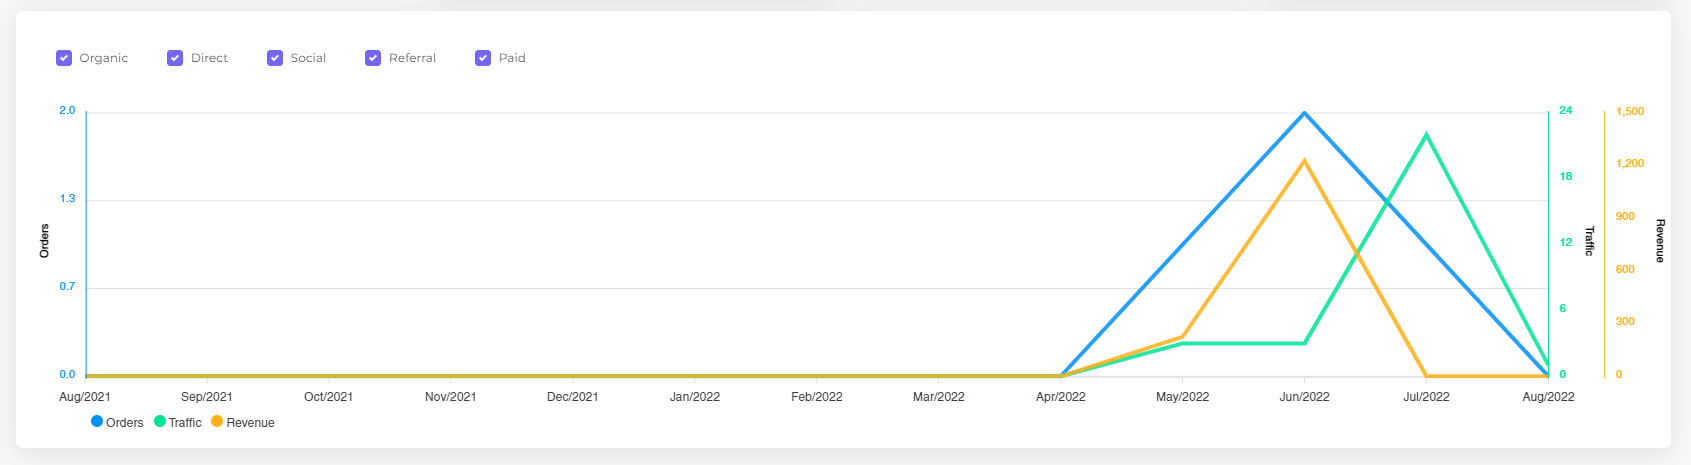 Organic Direct Social Referral Paid
2.0 24 1,500
1,200
1.3 18
900
Orders Traffic Revenue
12
0.7 600
6 300
0.0 0 0
Aug/2021 Sep/2021 Oct/2021 Nov/2021 Dec/2021 Jan/2022 Feb/2022 Mar/2022 Apr/2022 May/2022 Jun/2022 Jul/2022 Aug/2022
Orders Traffic Revenue